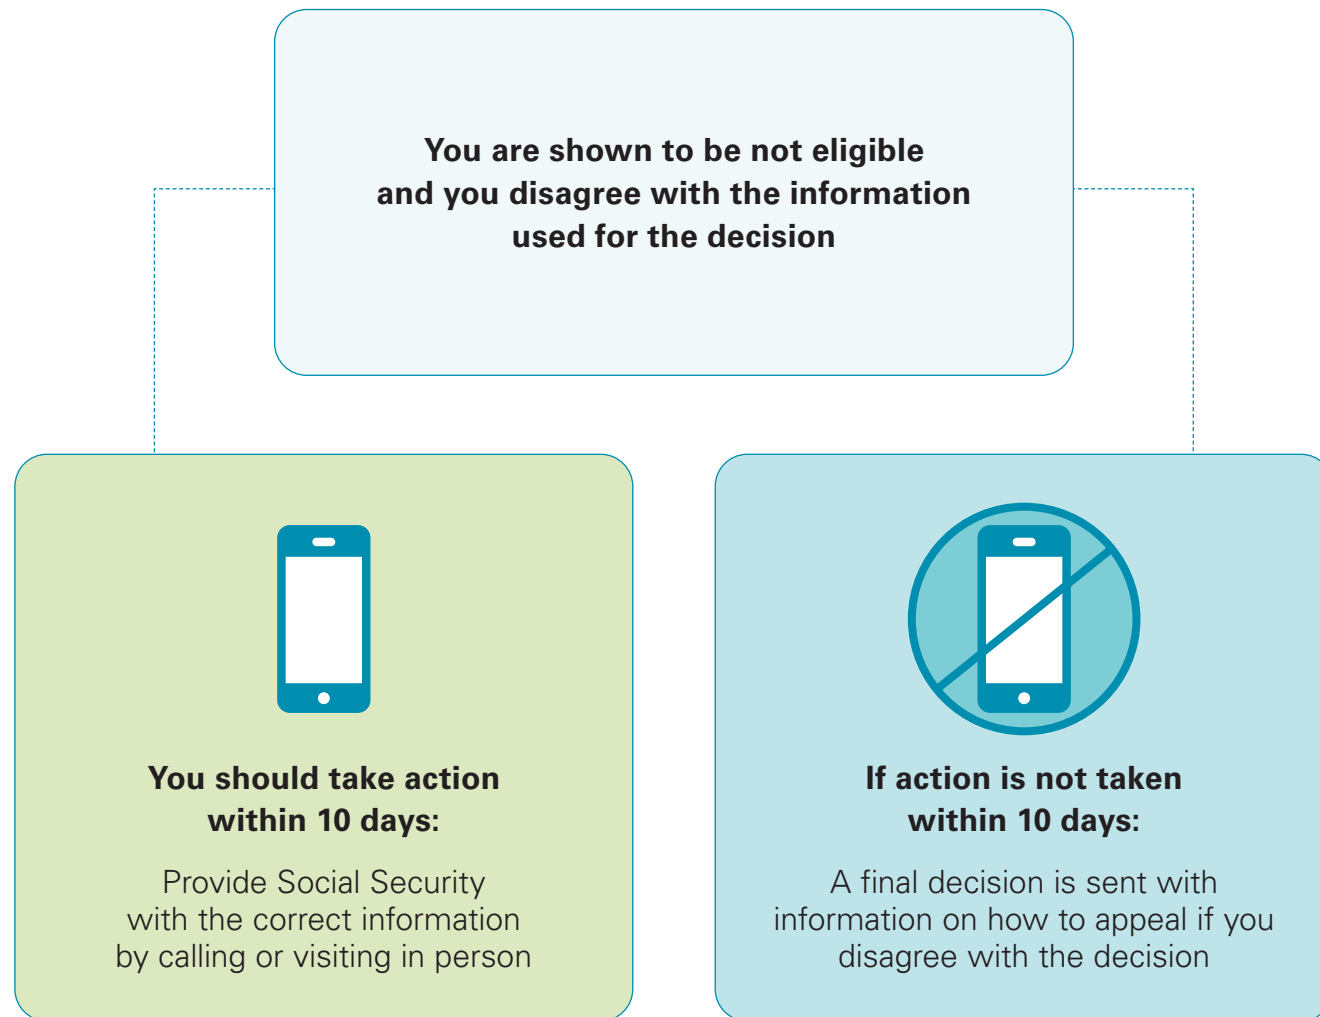 You are shown to be not eligible
and you disagree with the information
used for the decision
You should take action
within 10 days:
Provide Social Security
with the correct information
by calling or visiting in person
If action is not taken
within 10 days:
A final decision is sent with
information on how to appeal if you
disagree with the decision